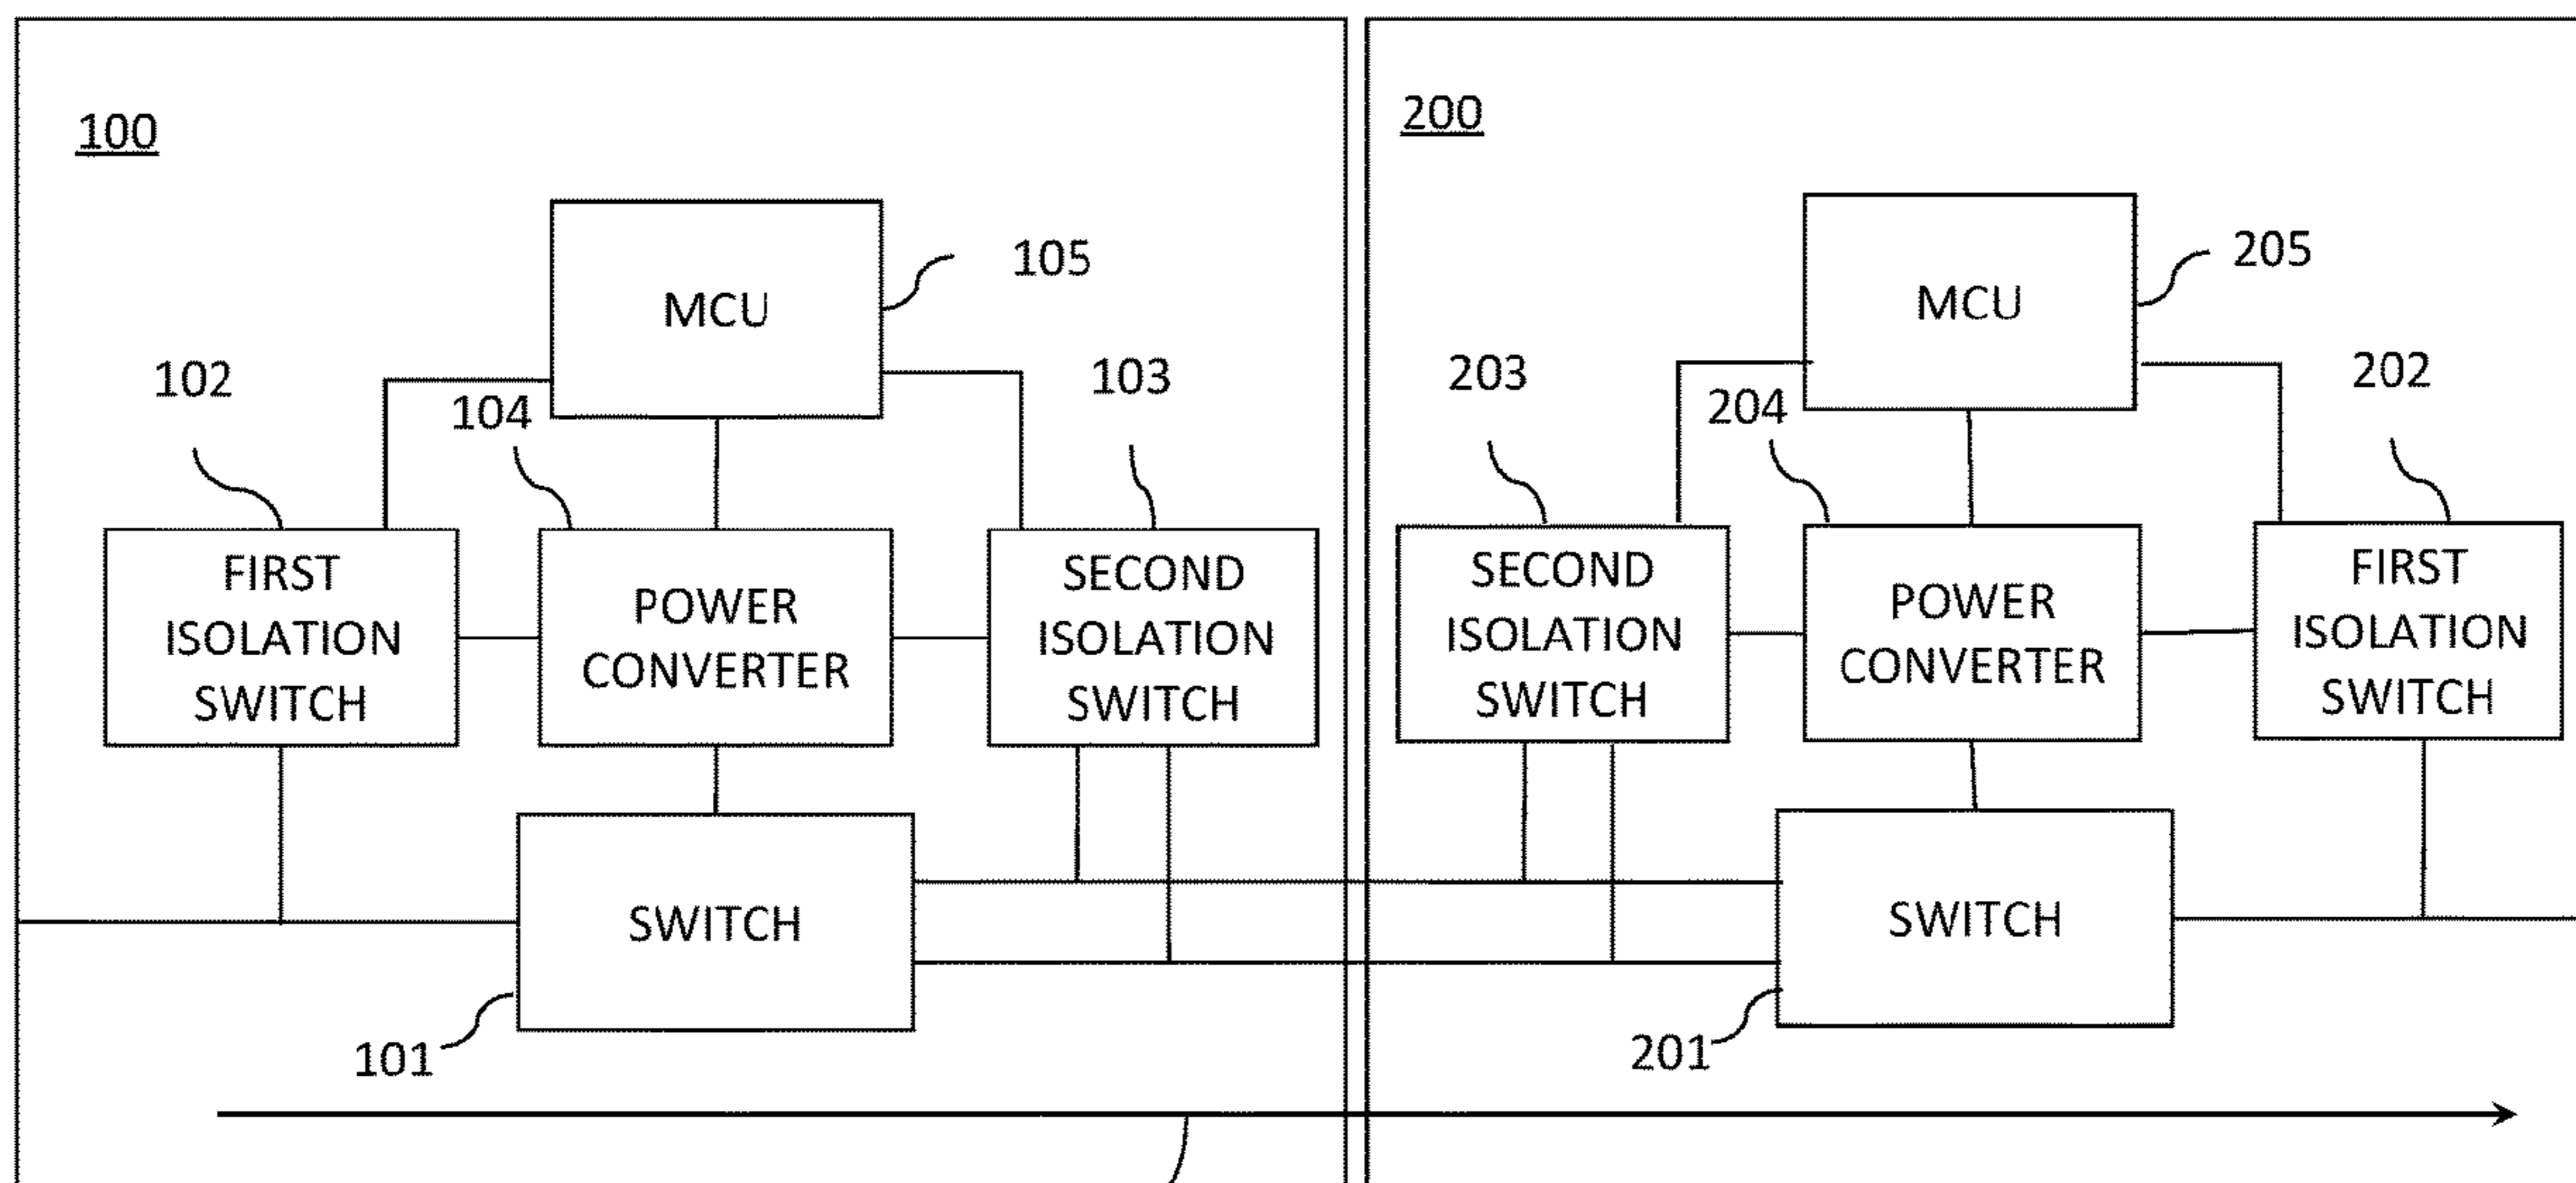 100
MCU
105
102
104
103
FIRST
ISOLATION
SWITCH
POWER
CONVERTER
SECOND
ISOLATION
SWITCH
SWITCH
101
200
MCU
205
203
204
202
SECOND
ISOLATION
SWITCH
POWER
CONVERTER
FIRST
ISOLATION
SWITCH
SWITCH
201